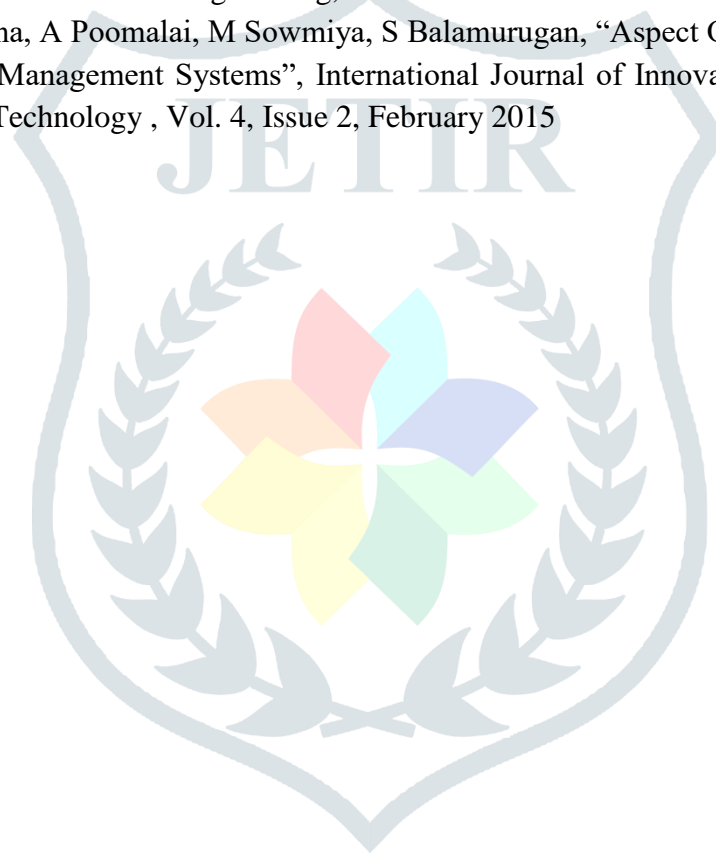 na, A Poomalai, M Sowmiya, S Balamurugan, “Aspect O
Management Systems”, International Journal of Innova
Technology , Vol. 4, Issue 2, February 2015
JETIR